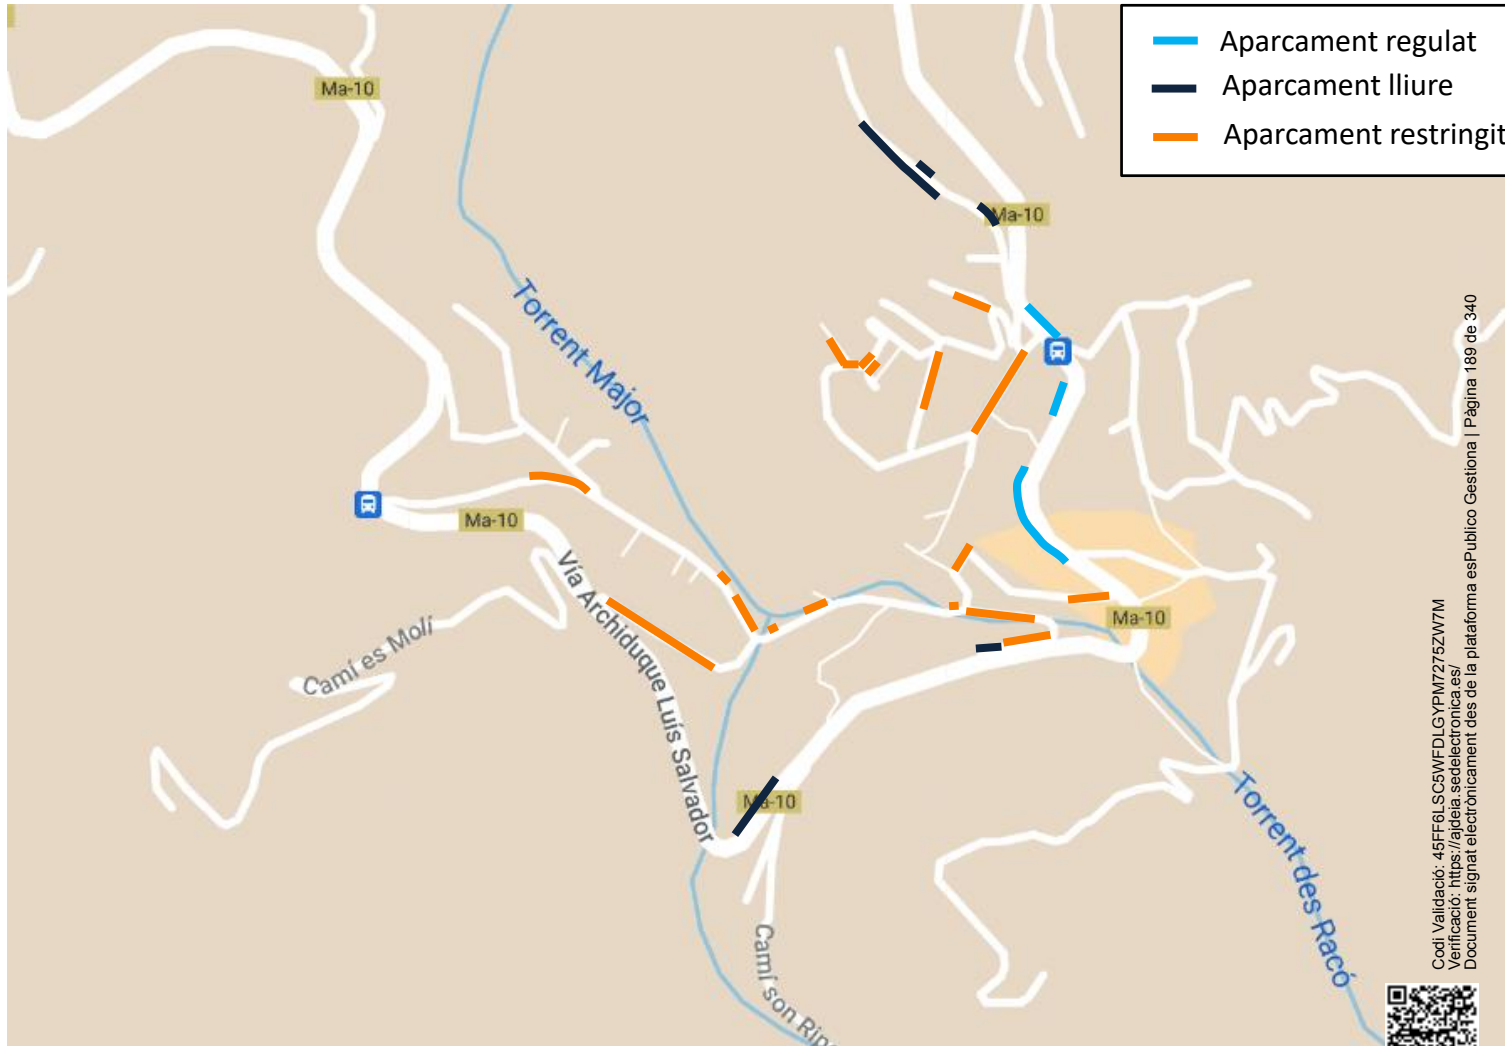 Aparcament regulat
Aparcament lliure
Aparcament restringit
Ma-10
Ma-10
Torrent Major
Ma-10
Vía Archiduque Luís Salvador
Camí es Molí
Ma-10
Ma-10
Torrent des Racó
Camí son Ripo
Codi Validació: 45FF6LSC5WFDLGYPM7275ZW7M
Verificació: https://ajdeia.sedelectronica.es/
Document signat electrònicament des de la plataforma esPublico Gestiona | Pàgina 189 de 340